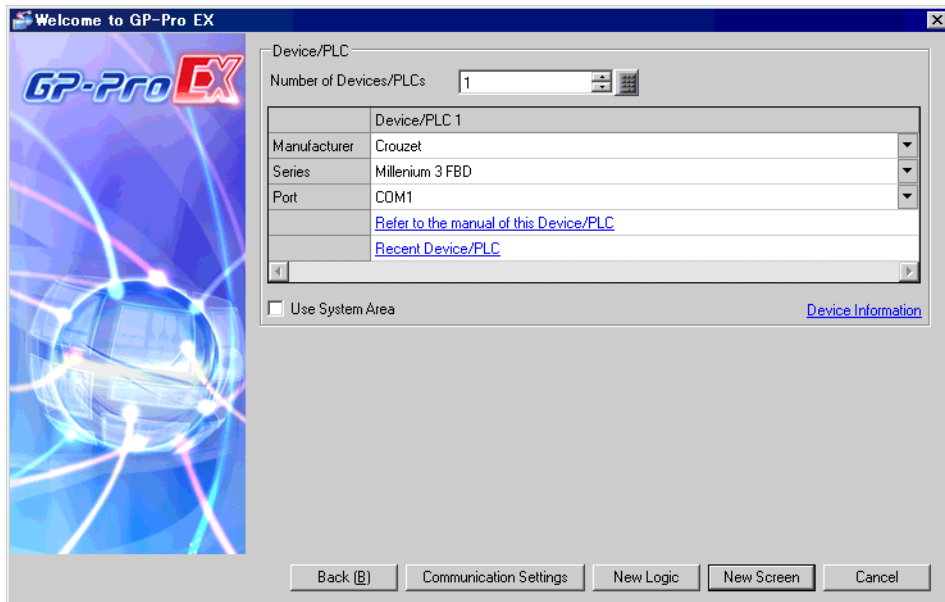 Welcome to GP-Pro EX
GP-Pro EX
Device/PLC
Number of Devices/PLCs 1
Device/PLC 1
Manufacturer Crouzet
Series Millenium 3 FBD
Port COM1
Refer to the manual of this Device/PLC
Recent Device/PLC
Use System Area Device Information
Back (B) Communication Settings New Logic New Screen Cancel